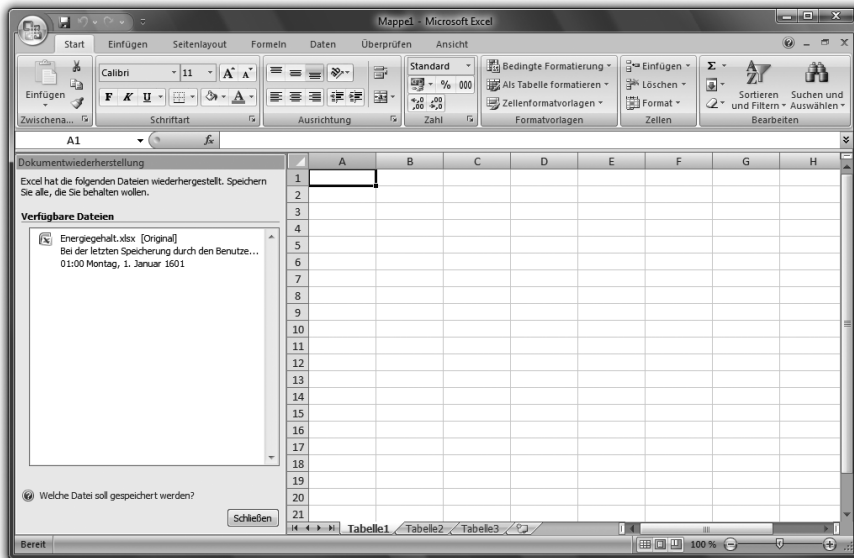 Mappe1 - Microsoft Excel
Start Einfügen Seitenlayout Formeln Daten Überprüfen Ansicht
Einfügen
Calibri 11 A A
F K U A
Standard
% 000
Bedingte Formatierung
Als Tabelle formatieren
Zellenformatvorlagen
Einfügen
Löschen
Format
Σ
Sortieren und Filtern
Suchen und Auswählen
Zwischena... Schriftart Ausrichtung Zahl Formatvorlagen Zellen Bearbeiten
A1 fx
Dokumentwiederherstellung
Excel hat die folgenden Dateien wiederhergestellt. Speichern
Sie alle, die Sie behalten wollen.
Verfügbare Dateien
Energiegehalt.xlsx [Original]
Bei der letzten Speicherung durch den Benutze...
01:00 Montag, 1. Januar 1601
Welche Datei soll gespeichert werden?
Schließen
A B C D E F G H
1
2
3
4
5
6
7
8
9
10
11
12
13
14
15
16
17
18
19
20
21
Tabelle1 Tabelle2 Tabelle3
Bereit 100 %